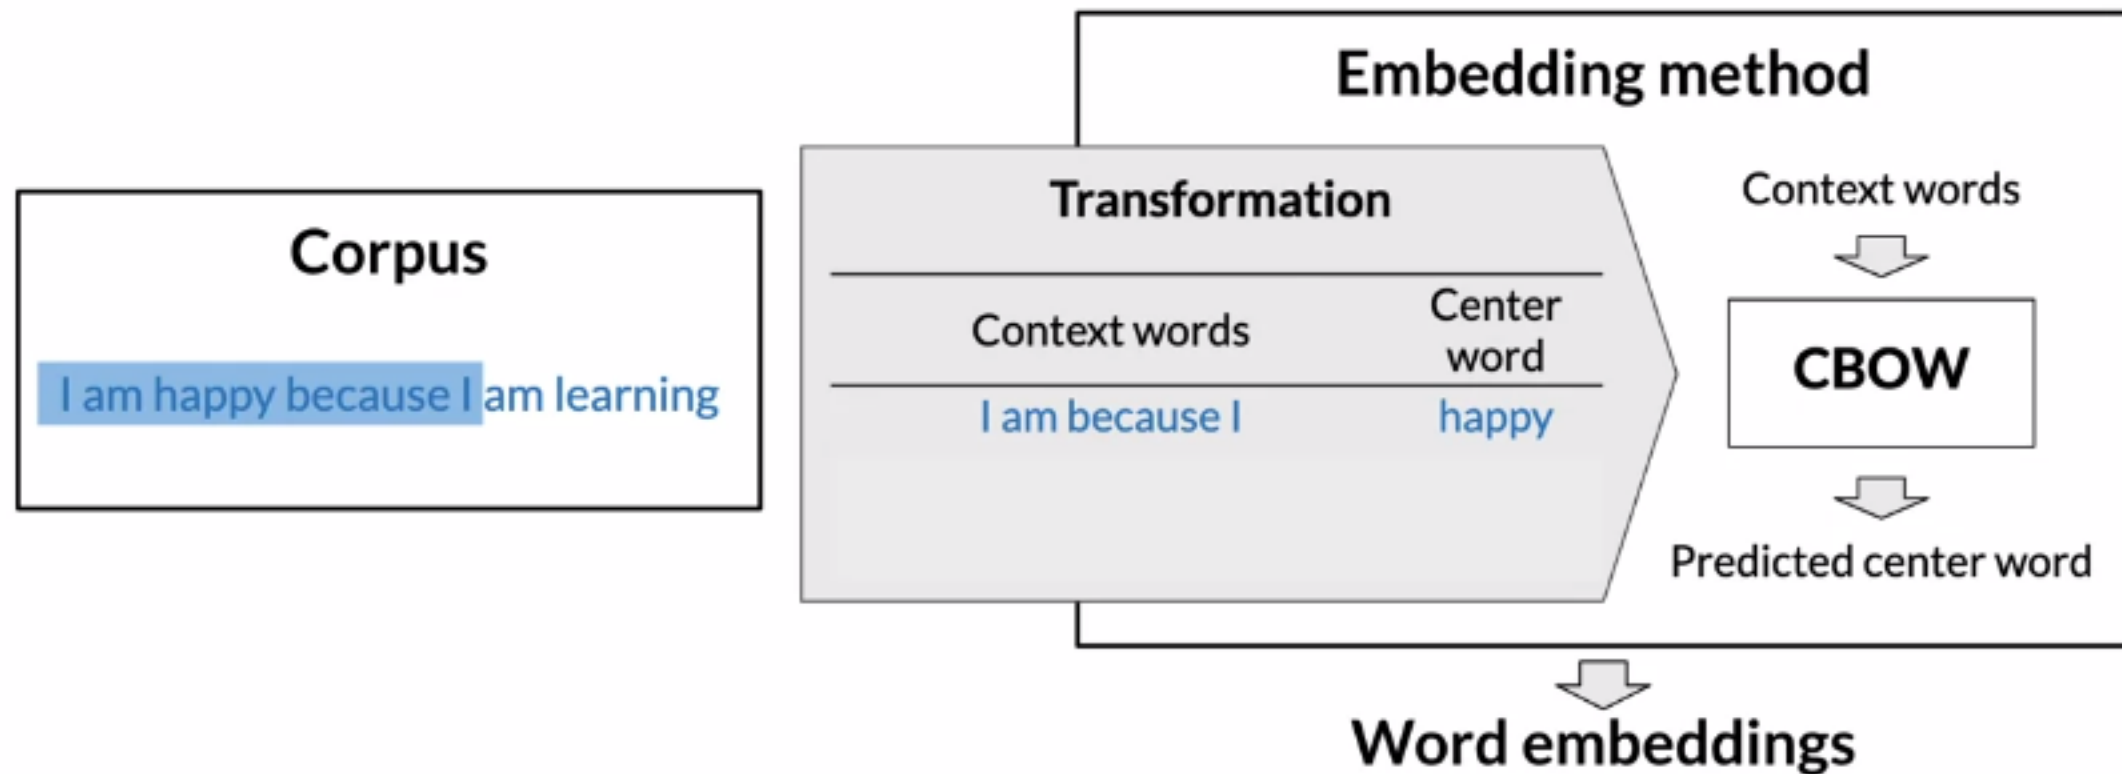 Corpus
I am happy because I am learning
Embedding method
Transformation
Context words
Center
word
I am because I
happy
Context words
CBOW
Predicted center word
Word embeddings